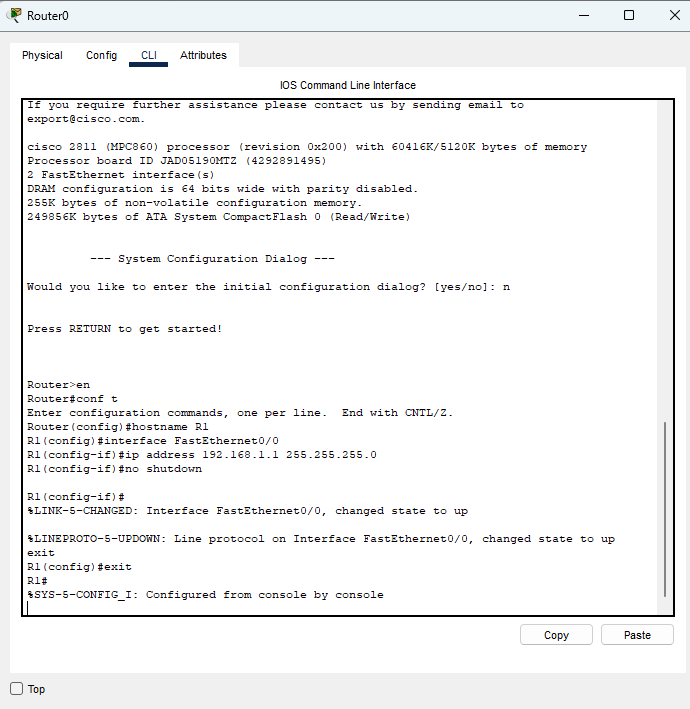 Router0
Physical Config CLI Attributes
IOS Command Line Interface
If you require further assistance please contact us by sending email to
export@cisco.com.
cisco 2811 (MPC860) processor (revision 0x200) with 60416K/5120K bytes of memory
Processor board ID JAD05190MTZ (4292891495)
2 FastEthernet interface(s)
DRAM configuration is 64 bits wide with parity disabled.
255K bytes of non-volatile configuration memory.
249856K bytes of ATA System CompactFlash 0 (Read/Write)
--- System Configuration Dialog ---
Would you like to enter the initial configuration dialog? [yes/no]: n
Press RETURN to get started!
Router>en
Router#conf t
Enter configuration commands, one per line.  End with CNTL/Z.
Router(config)#hostname R1
R1(config)#interface FastEthernet0/0
R1(config-if)#ip address 192.168.1.1 255.255.255.0
R1(config-if)#no shutdown
R1(config-if)#
%LINK-5-CHANGED: Interface FastEthernet0/0, changed state to up
%LINEPROTO-5-UPDOWN: Line protocol on Interface FastEthernet0/0, changed state to up
exit
R1(config)#exit
R1#
%SYS-5-CONFIG_I: Configured from console by console
Copy Paste
Top